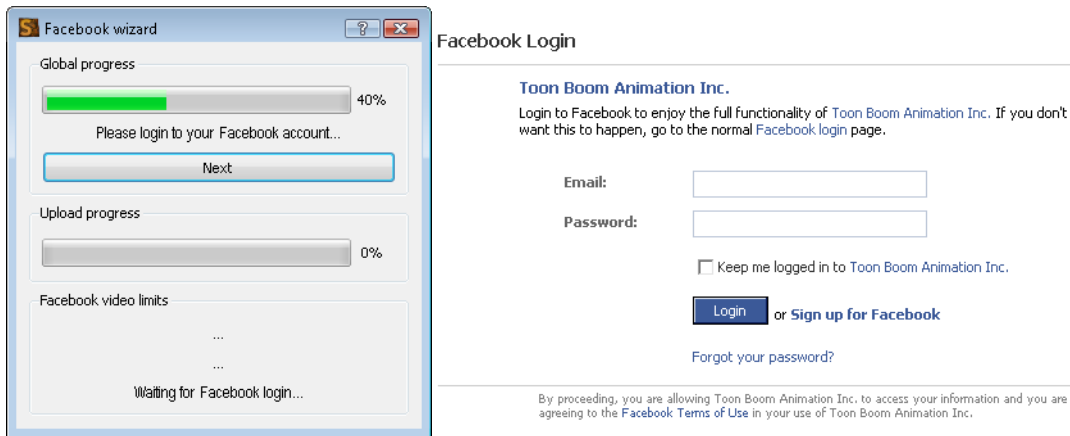 Facebook wizard
Global progress
40%
Please login to your Facebook account...
Next
Upload progress
0%
Facebook video limits
...
...
Waiting for Facebook login...
Facebook Login
Toon Boom Animation Inc.
Login to Facebook to enjoy the full functionality of Toon Boom Animation Inc. If you don't
want this to happen, go to the normal Facebook login page.
Email:
Password:
Keep me logged in to Toon Boom Animation Inc.
Login or Sign up for Facebook
Forgot your password?
By proceeding, you are allowing Toon Boom Animation Inc. to access your information and you are
agreeing to the Facebook Terms of Use in your use of Toon Boom Animation Inc.